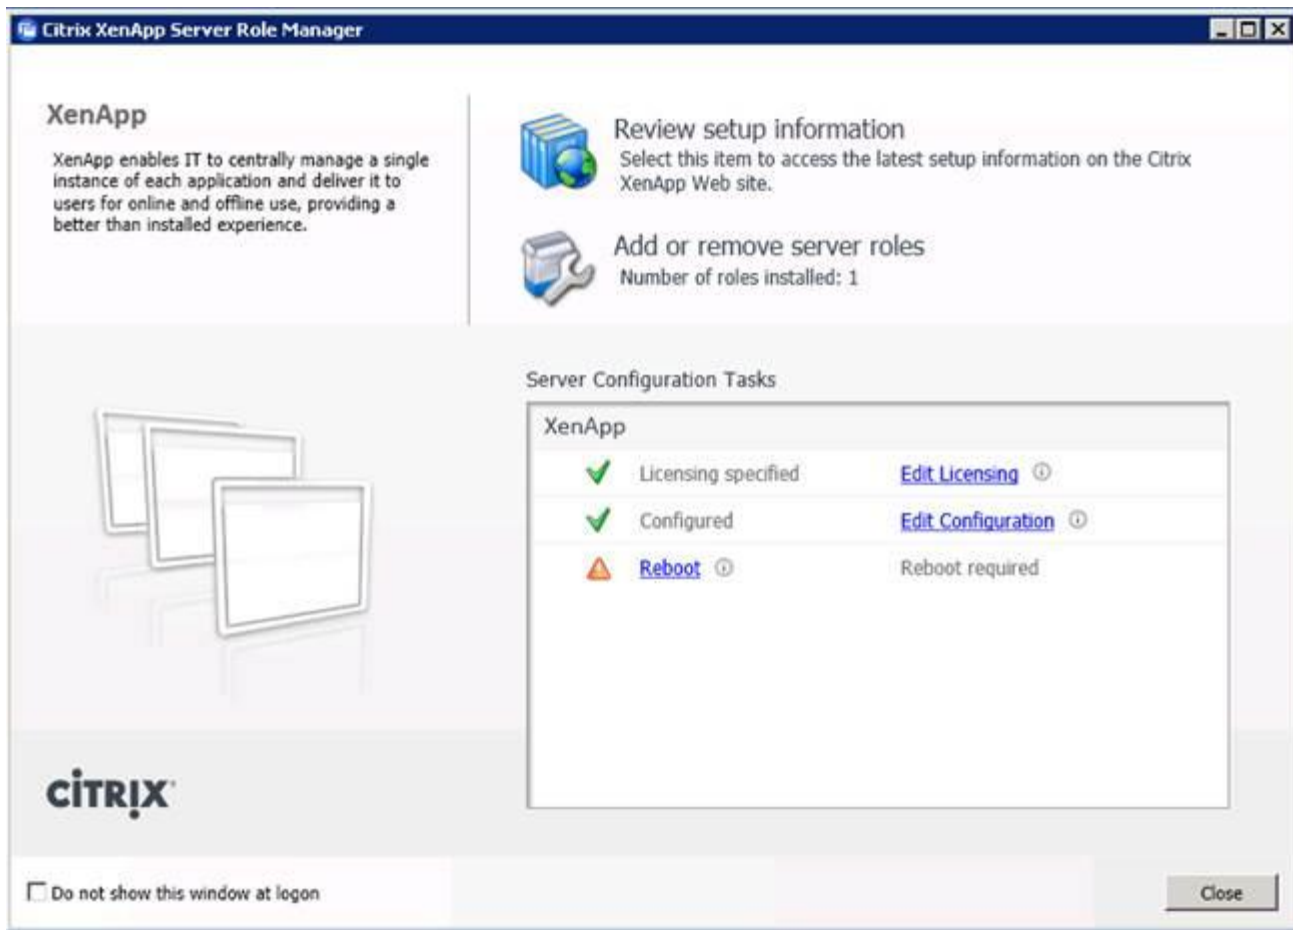 Citrix XenApp Server Role Manager
XenApp
XenApp enables IT to centrally manage a single
instance of each application and deliver it to
users for online and offline use, providing a
better than installed experience.
Review setup information
Select this item to access the latest setup information on the Citrix
XenApp Web site.
Add or remove server roles
Number of roles installed: 1
Server Configuration Tasks
XenApp
Licensing specified Edit Licensing
Configured Edit Configuration
Reboot Reboot required
CİTRIX
Do not show this window at logon
Close